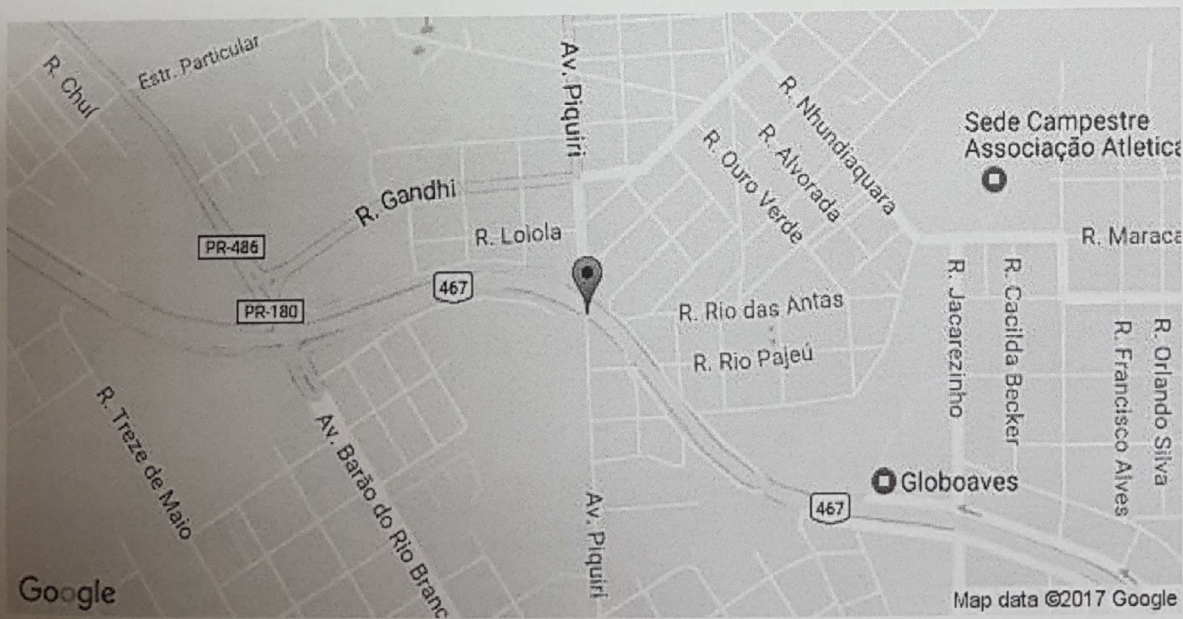 R. Chuí
Estr. Particular
Av. Piquiri
R. Nhundiaquara
R. Alvorada
R. Ouro Verde
Sede Campestre
Associação Atletica
R. Gandhi
R. Loiola
PR-486
R. Maraca
467
PR-180
R. Rio das Antas
R. Rio Pajeú
R. Jacarezinho
R. Cacilda Becker
R. Francisco Alves
R. Orlando Silva
R. Treze de Maio
Av. Barão do Rio Branc
Av. Piquiri
Globoaves
467
Google
Map data ©2017 Google